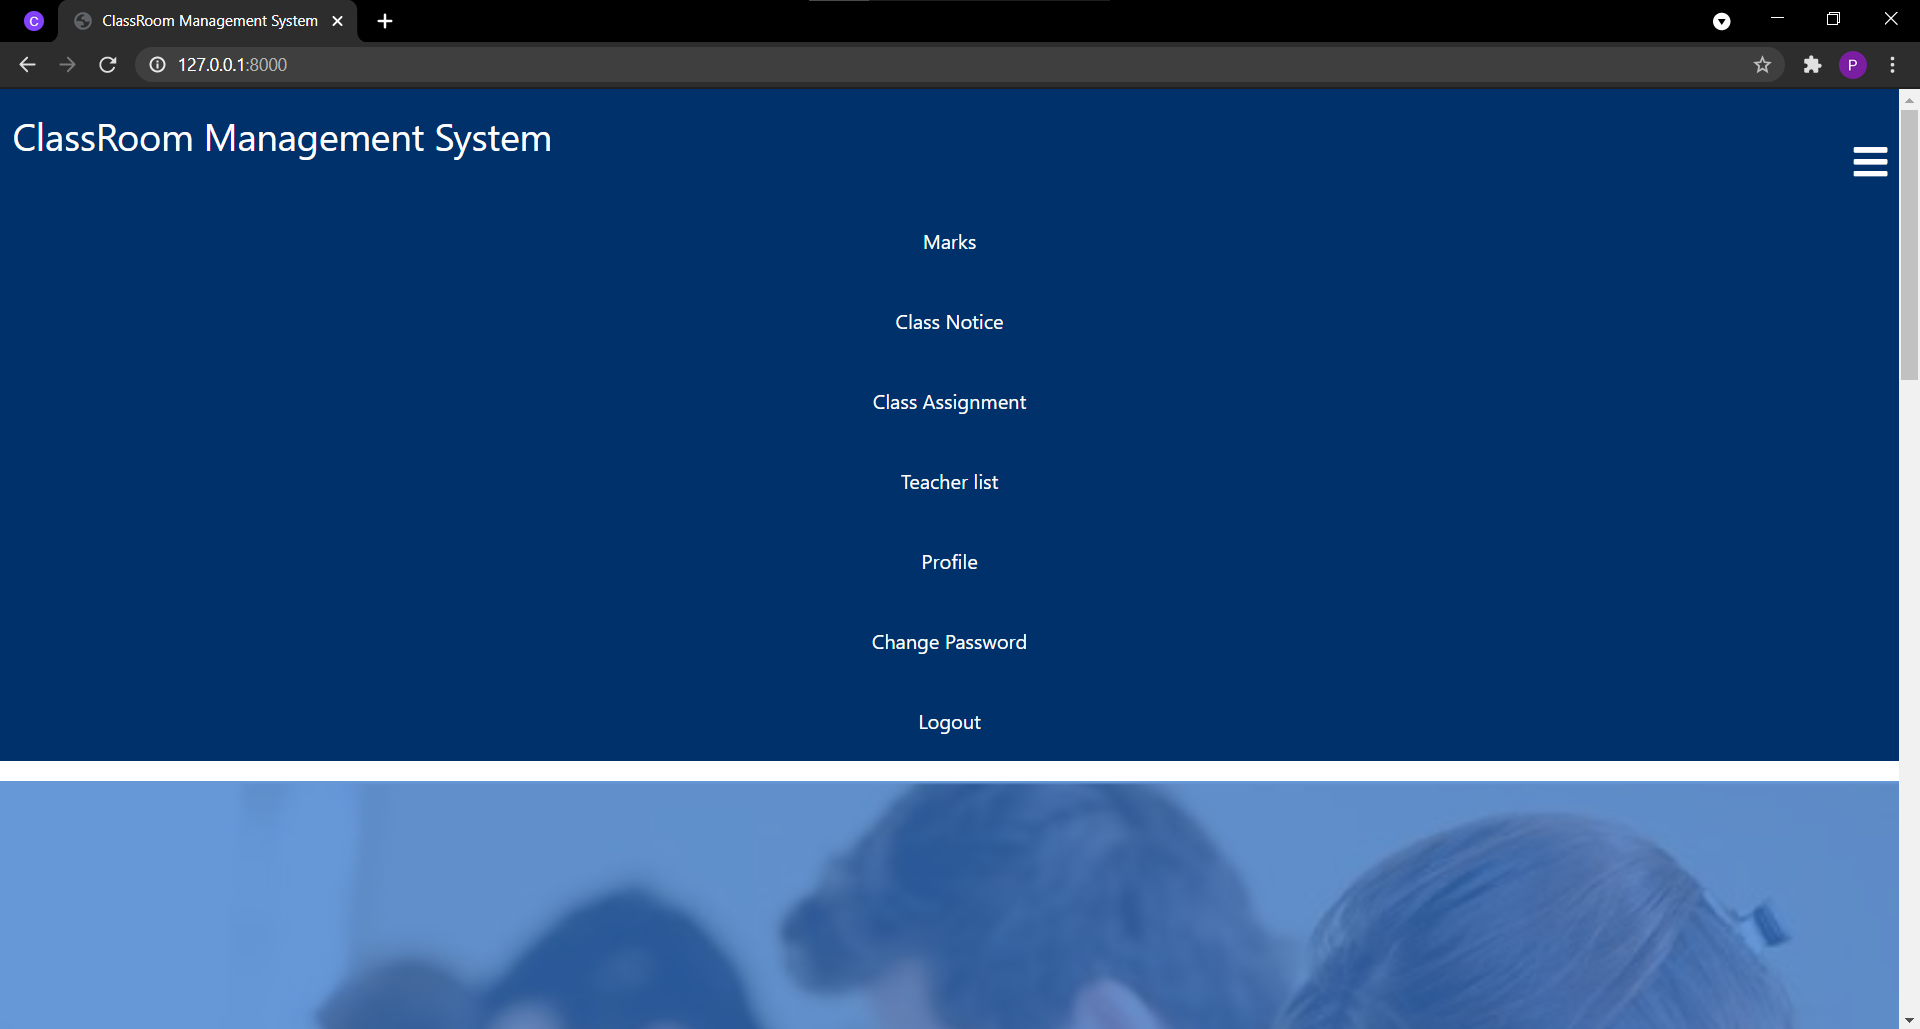 C
ClassRoom Management System
127.0.0.1:8000
P
ClassRoom Management System
Marks
Class Notice
Class Assignment
Teacher list
Profile
Change Password
Logout